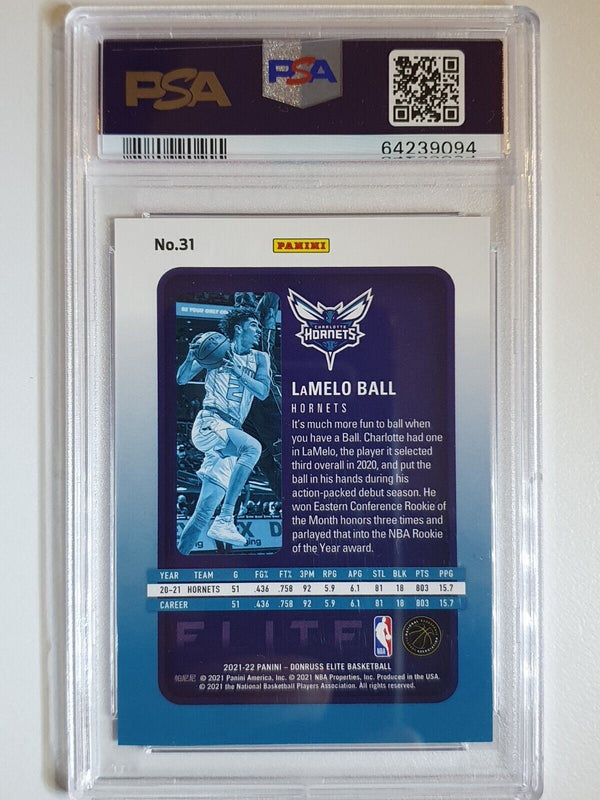 PSA
PSA
64239094
No.31
PANINI
BE YOUR ONLY
CHARLOTTE
HORNETS
LAMELO BALL
HORNETS
It's much more fun to ball when
you have a Ball. Charlotte had one
in LaMelo, the player it selected
third overall in 2020, and put the
ball in his hands during his
action-packed debut season. He
won Eastern Conference Rookie of
the Month honors three times and
parlayed that into the NBA Rookie
of the Year award.
YEAR TEAM G FG% FT% 3PM RPG APG STL BLK PTS PPG
20-21 HORNETS 51 .436 .758 92 5.9 6.1 81 18 803 15.7
CAREER 51 .436 .758 92 5.9 6.1 81 18 803 15.7
ELITE
NBA
2021-22 PANINI – DONRUSS ELITE BASKETBALL
帕尼尼 © 2021 Panini America, Inc. © 2021 NBA Properties, Inc. Produced in the USA.
© 2021 the National Basketball Players Association. All rights reserved.